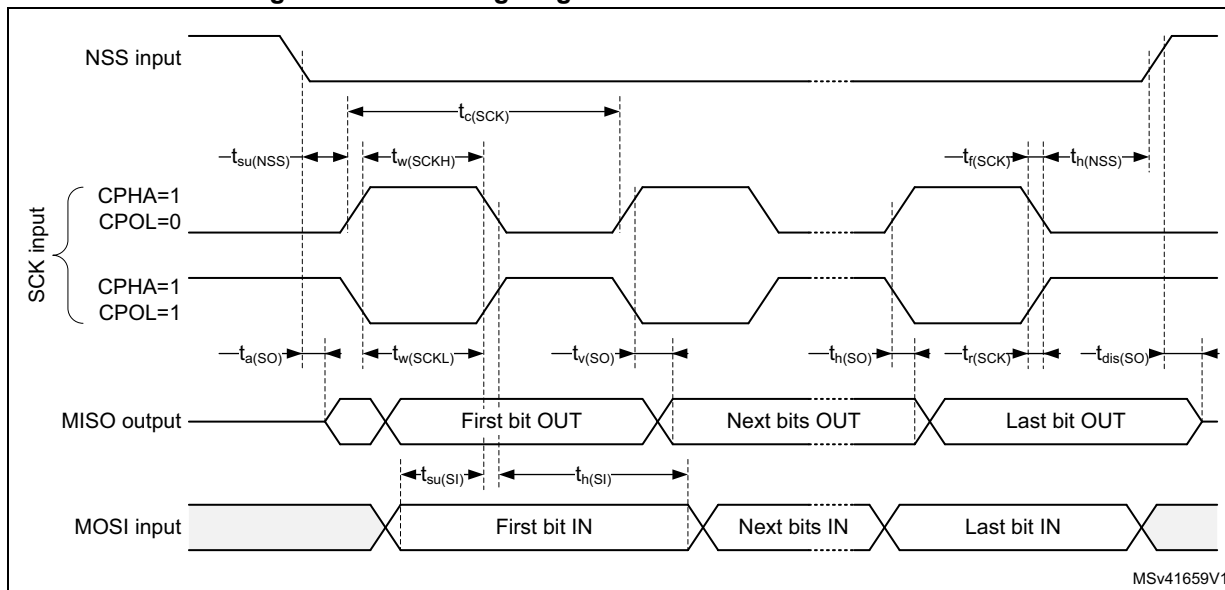 NSS input
tc(SCK)
tsu(NSS)
tw(SCKH)
tf(SCK)
th(NSS)
SCK input
CPHA=1
CPOL=0
CPHA=1
CPOL=1
ta(SO)
tw(SCKL)
tv(SO)
th(SO)
tr(SCK)
tdis(SO)
MISO output
First bit OUT
Next bits OUT
Last bit OUT
tsu(SI)
th(SI)
MOSI input
First bit IN
Next bits IN
Last bit IN
MSv41659V1